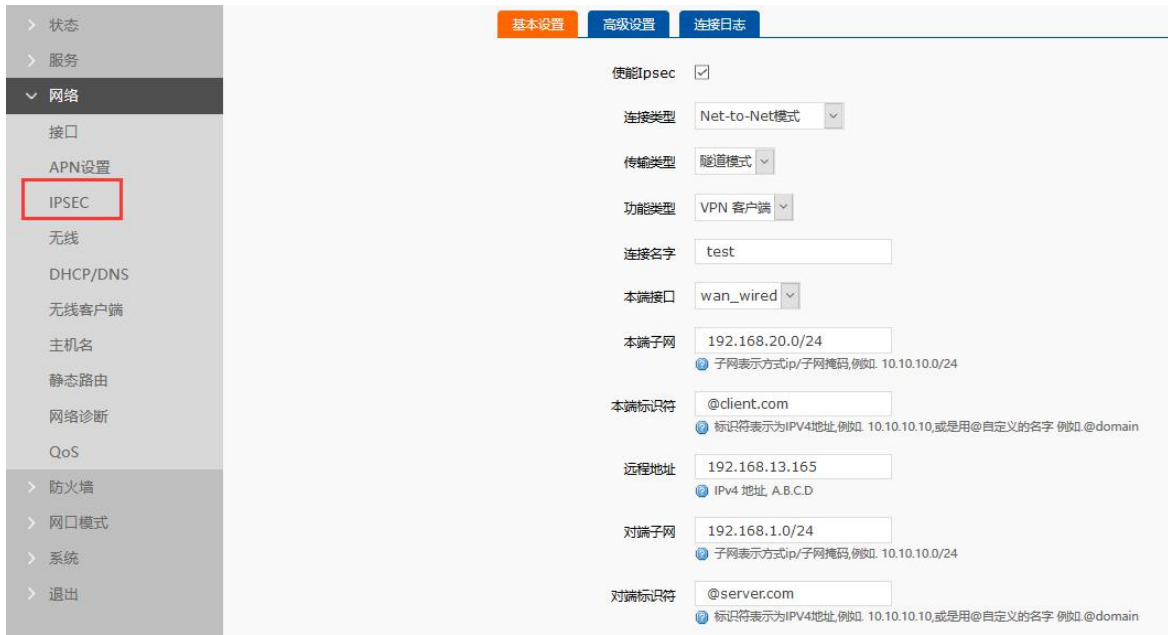 状态
服务
网络
接口
APN设置
IPSEC
无线
DHCP/DNS
无线客户端
主机名
静态路由
网络诊断
QoS
防火墙
网口模式
系统
退出
基本设置 高级设置 连接日志
使能Ipsec
连接类型 Net-to-Net模式
传输类型 隧道模式
功能类型 VPN 客户端
连接名字 test
本端接口 wan_wired
本端子网 192.168.20.0/24
子网表示方式ip/子网掩码,例如. 10.10.10.0/24
本端标识符 @client.com
标识符表示为IPV4地址,例如. 10.10.10.10,或是用@自定义的名字 例如.@domain
远程地址 192.168.13.165
IPv4 地址, A.B.C.D
对端子网 192.168.1.0/24
子网表示方式ip/子网掩码,例如. 10.10.10.0/24
对端标识符 @server.com
标识符表示为IPV4地址,例如. 10.10.10.10,或是用@自定义的名字 例如.@domain